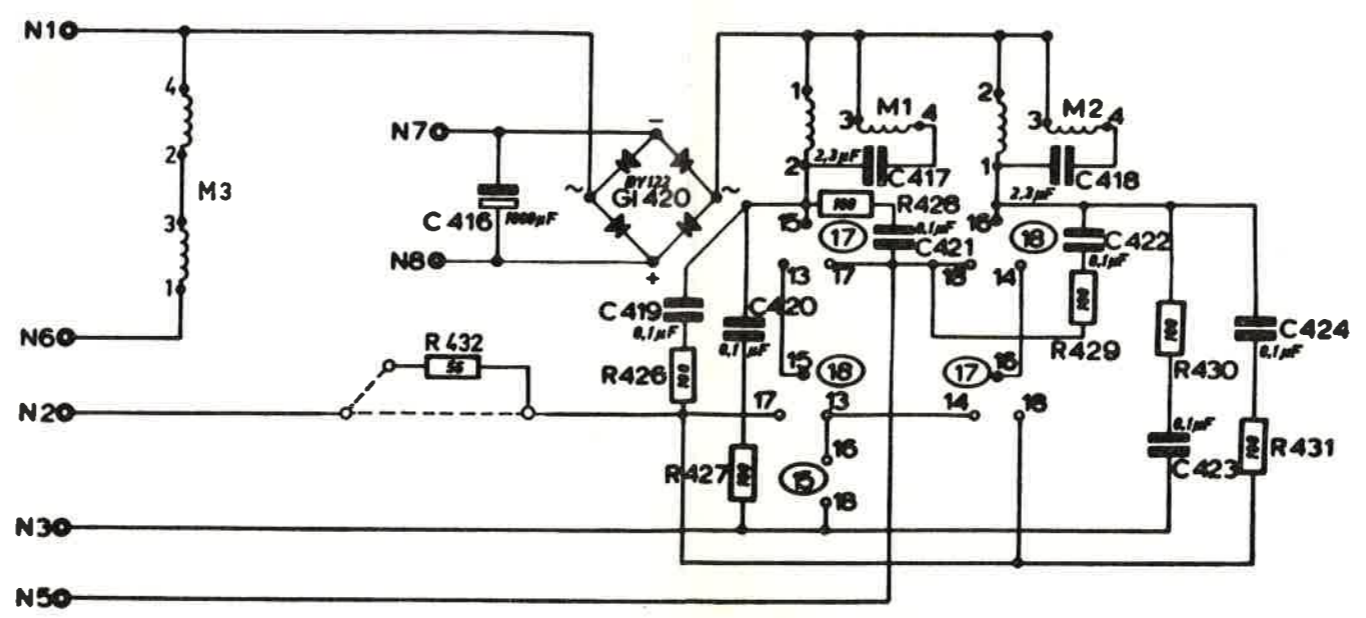 N1
4
2
M3
3
1
N6
N2
N3
N5
N7
N8
C 416
1000µF
−
~
BY122
GI 420
~
+
R 432
56
1
2
3
M1
4
2,3µF
C417
2
3
M2
4
1
2,3µF
C418
15
100
R428
17
0,1µF
C421
16
18
C422
0,1µF
13
17
18
14
C419
0,1µF
C420
0,1µF
100
R429
R426
100
15
18
17
16
100
R430
C424
0,1µF
17
13
14
18
16
15
18
R427
100
0,1µF
C423
100
R431